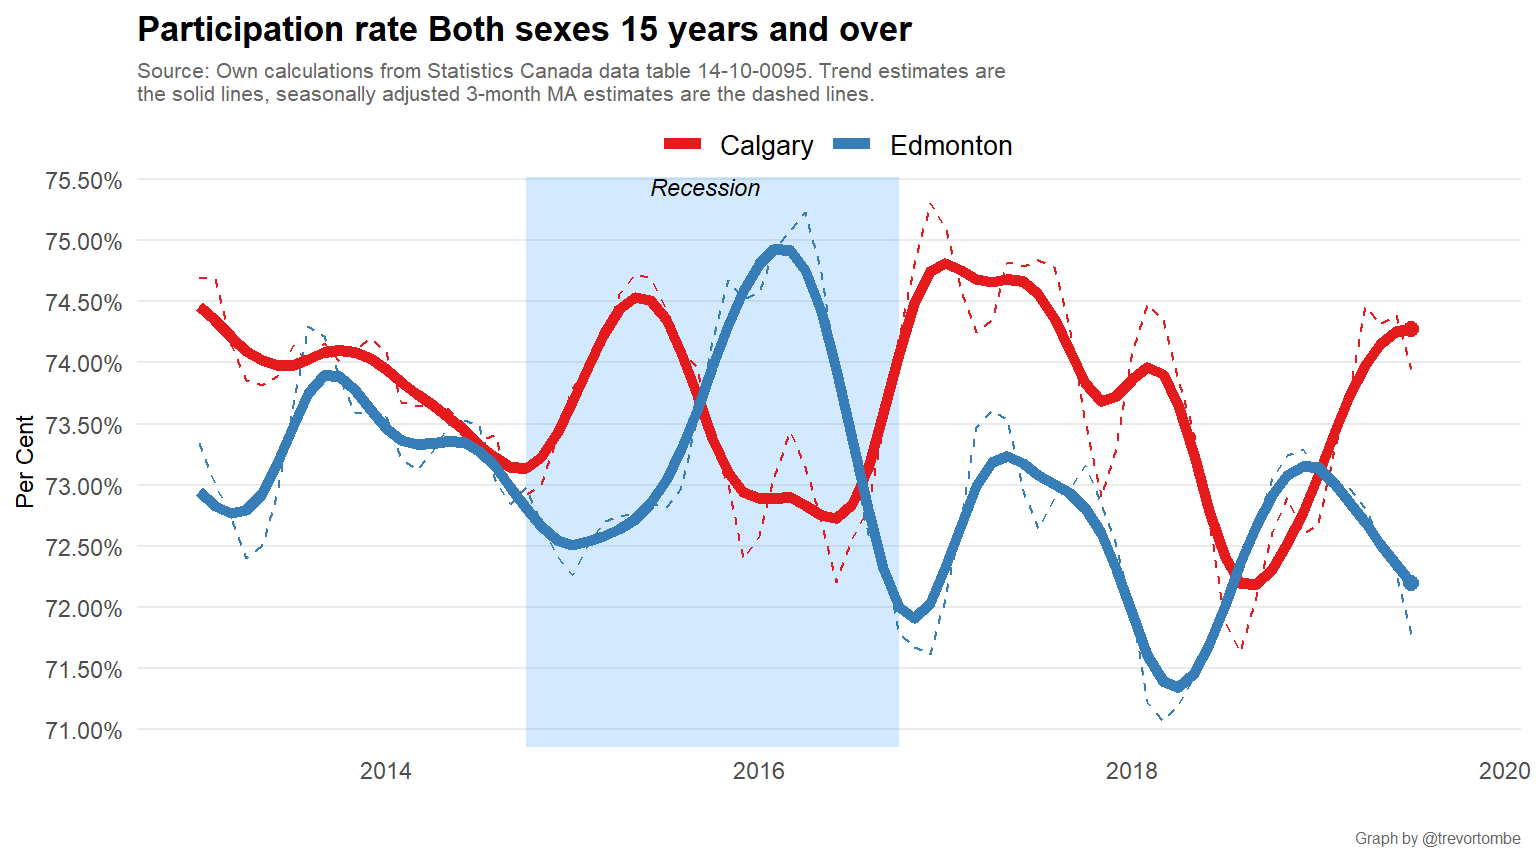 Participation rate Both sexes 15 years and over
Source: Own calculations from Statistics Canada data table 14-10-0095. Trend estimates are
the solid lines, seasonally adjusted 3-month MA estimates are the dashed lines.
Calgary Edmonton
75.50%
Recession
75.00%
74.50%
74.00%
73.50%
73.00%
72.50%
72.00%
71.50%
71.00%
Per Cent
2014 2016 2018 2020
Graph by @trevortombe